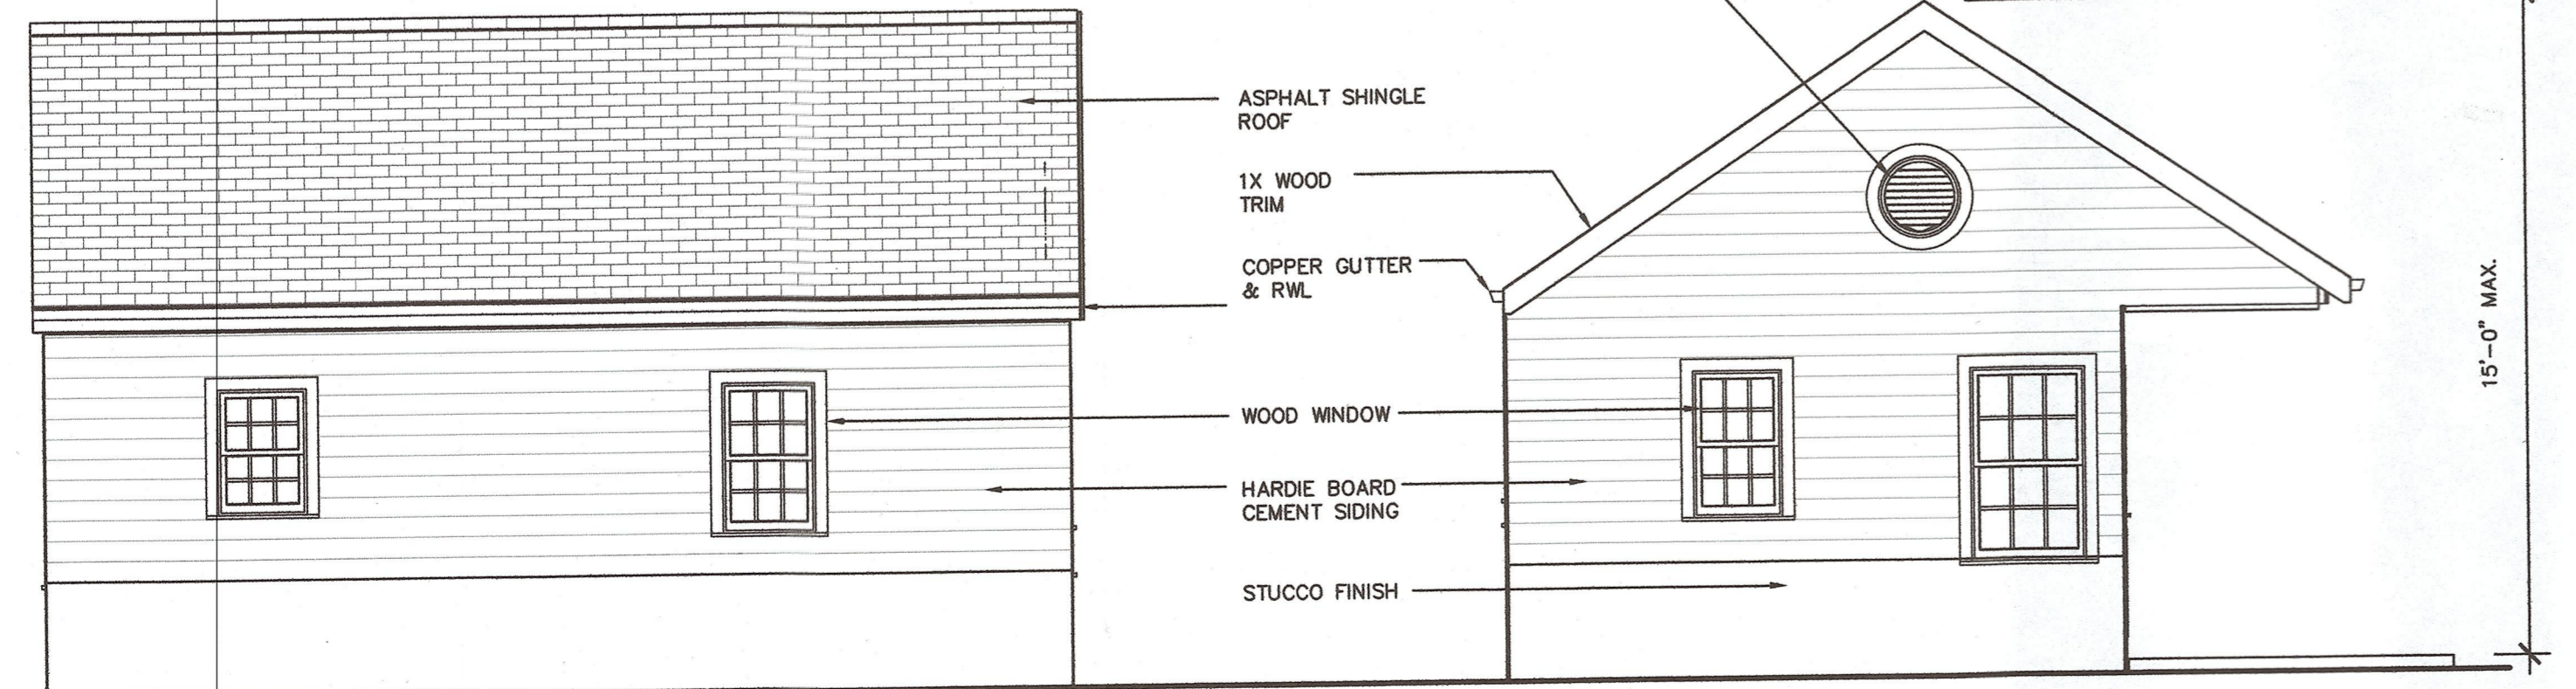 ASPHALT SHINGLE
ROOF
1X WOOD
TRIM
COPPER GUTTER
& RWL
WOOD WINDOW
HARDIE BOARD
CEMENT SIDING
STUCCO FINISH
15'-0" MAX.